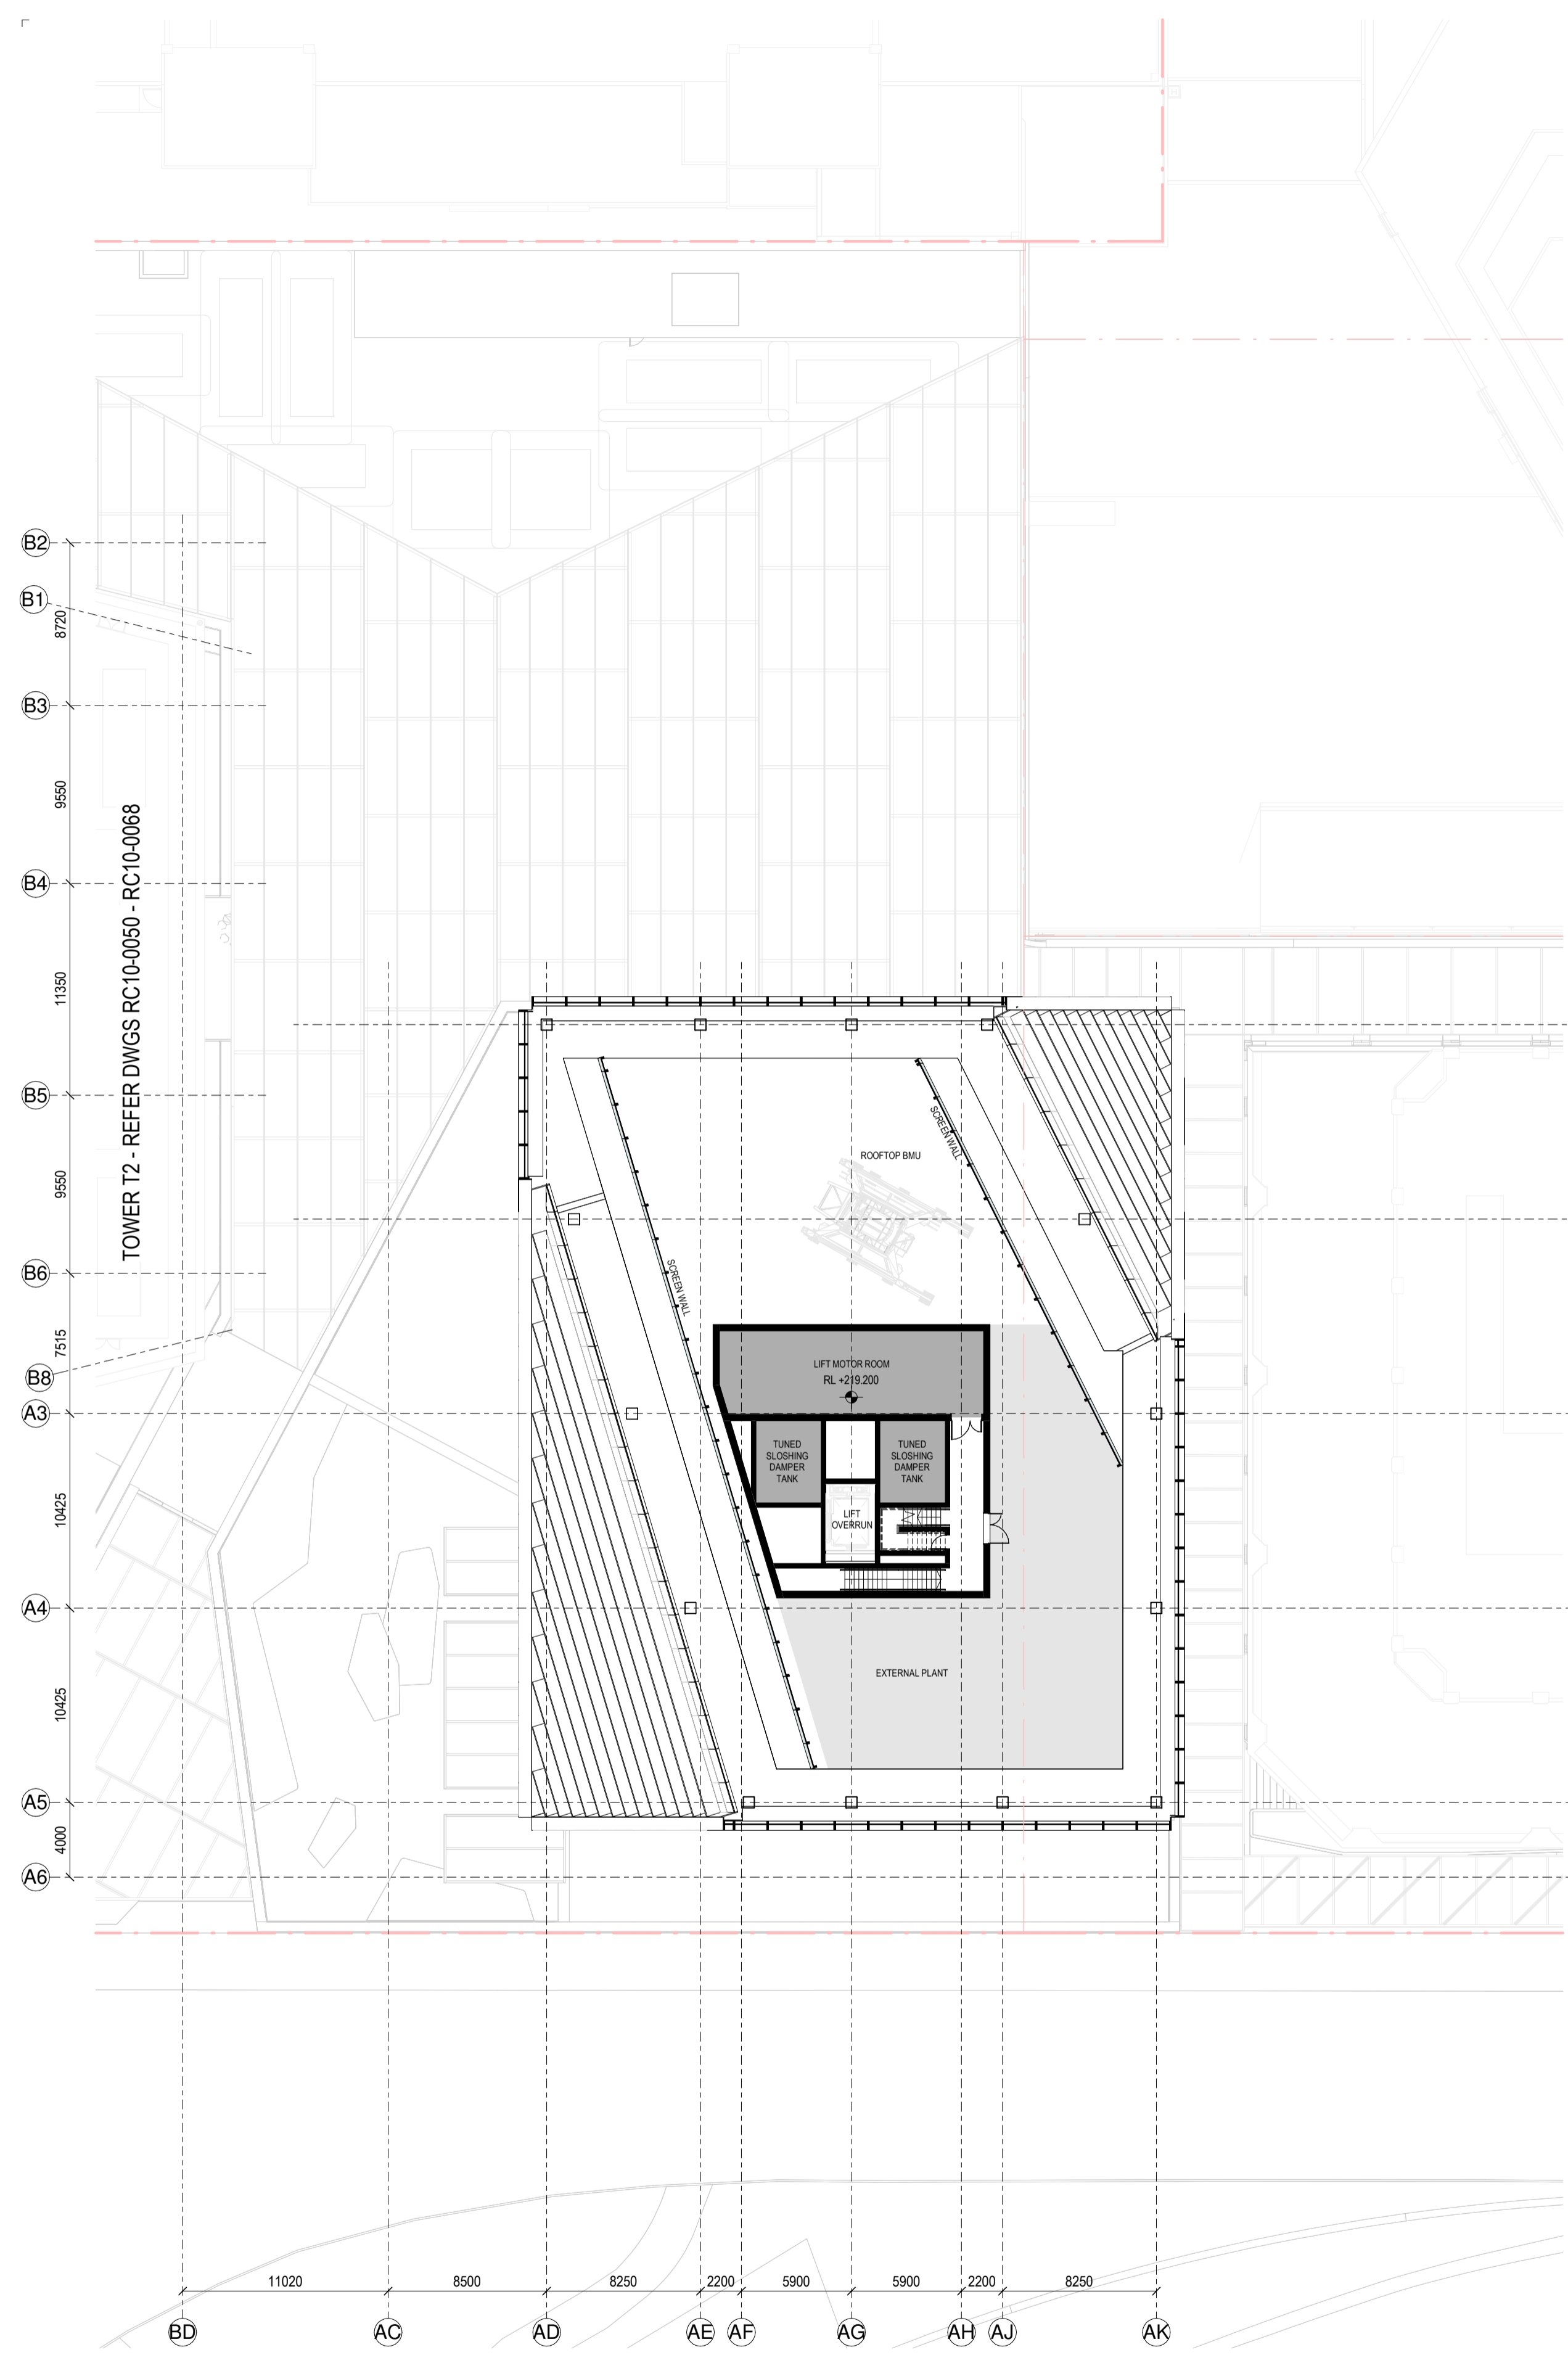 B2
B1
8720
B3
9550
TOWER T2 - REFER DWGS RC10-0050 - RC10-0068
B4
11350
B5
ROOFTOP BMU
SCREEN WALL
9550
B6
SCREEN WALL
7515
B8
LIFT MOTOR ROOM
RL +219.200
A3
TUNED
SLOSHING
DAMPER
TANK
TUNED
SLOSHING
DAMPER
TANK
10425
LIFT
OVERRUN
A4
EXTERNAL PLANT
10425
A5
4000
A6
11020
8500
8250
2200
5900
5900
2200
8250
BD
AC
AD
AE
AF
AG
AH
AJ
AK